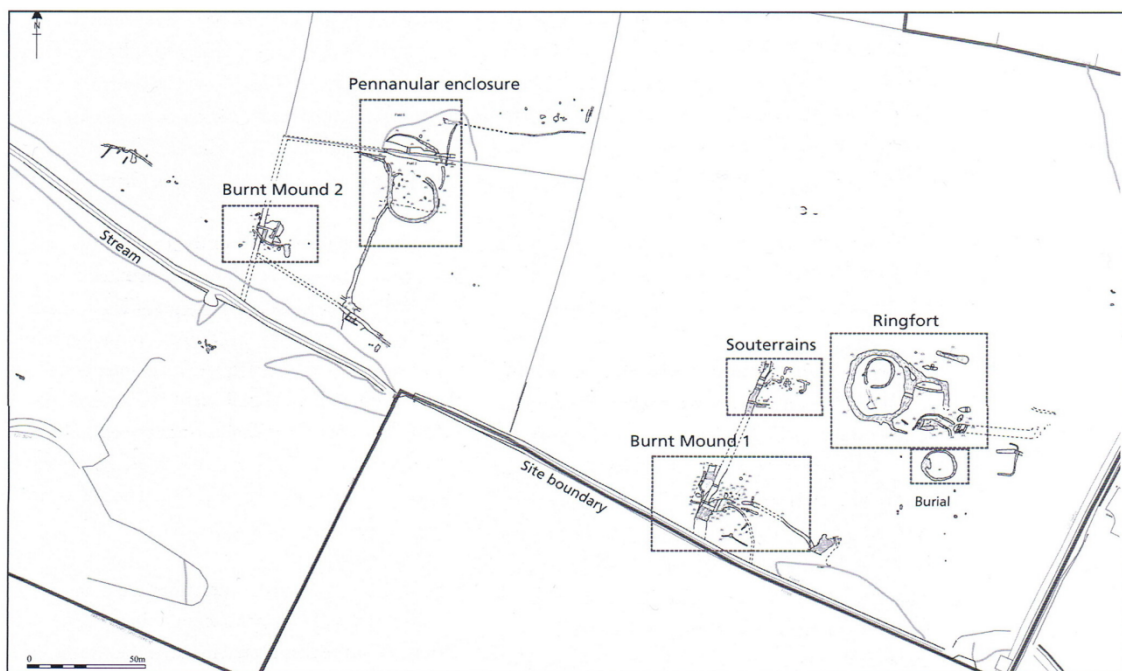 N
Pennanular enclosure
Burnt Mound 2
Stream
Ringfort
Souterrains
Burnt Mound 1
Site boundary
Burial
0 50m